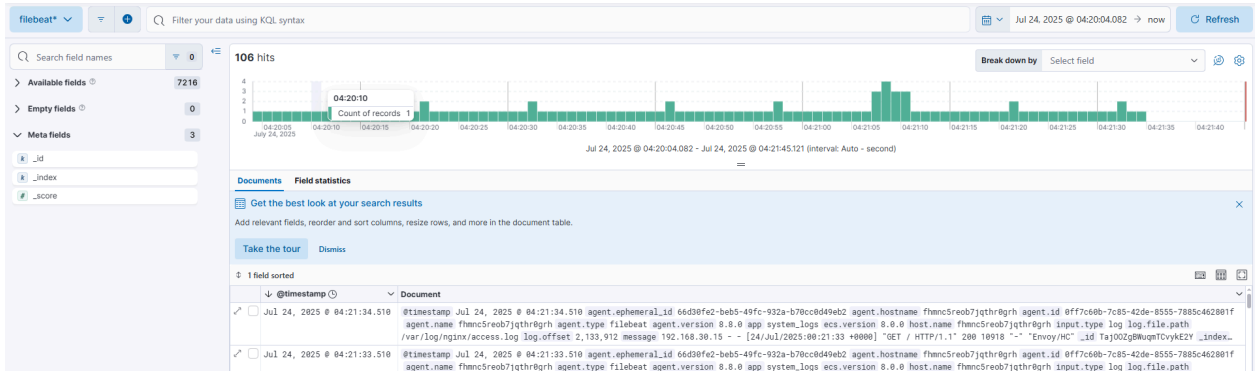 filebeat*
Filter your data using KQL syntax
Jul 24, 2025 @ 04:20:04.082 → now
Refresh
Search field names
0
Available fields
7216
Empty fields
0
Meta fields
3
_id
_index
_score
106 hits
Break down by Select field
4
3
2
1
0
04:20:10
Count of records 1
04:20:05 04:20:10 04:20:15 04:20:20 04:20:25 04:20:30 04:20:35 04:20:40 04:20:45 04:20:50 04:20:55 04:21:00 04:21:05 04:21:10 04:21:15 04:21:20 04:21:25 04:21:30 04:21:35 04:21:40
July 24, 2025
Jul 24, 2025 @ 04:20:04.082 - Jul 24, 2025 @ 04:21:45.121 (interval: Auto - second)
Documents Field statistics
Get the best look at your search results
Add relevant fields, reorder and sort columns, resize rows, and more in the document table.
Take the tour Dismiss
1 field sorted
@timestamp Document
Jul 24, 2025 @ 04:21:34.510 @timestamp Jul 24, 2025 @ 04:21:34.510 agent.ephemeral_id 66d30fe2-beb5-49fc-932a-b70cc0d49eb2 agent.hostname fhmnc5reob7jqthr0grh agent.id 0ff7c60b-7c85-42de-8555-7885c462801f
agent.name fhmnc5reob7jqthr0grh agent.type filebeat agent.version 8.8.0 app system_logs ecs.version 8.0.0 host.name fhmnc5reob7jqthr0grh input.type log log.file.path
/var/log/nginx/access.log log.offset 2,133,912 message 192.168.30.15 - - [24/Jul/2025:00:21:33 +0000] "GET / HTTP/1.1" 200 10918 "-" "Envoy/HC" _id TajOOZgBWuqmTCvykE2Y _index…
Jul 24, 2025 @ 04:21:33.510 @timestamp Jul 24, 2025 @ 04:21:33.510 agent.ephemeral_id 66d30fe2-beb5-49fc-932a-b70cc0d49eb2 agent.hostname fhmnc5reob7jqthr0grh agent.id 0ff7c60b-7c85-42de-8555-7885c462801f
agent.name fhmnc5reob7jqthr0grh agent.type filebeat agent.version 8.8.0 app system_logs ecs.version 8.0.0 host.name fhmnc5reob7jqthr0grh input.type log log.file.path